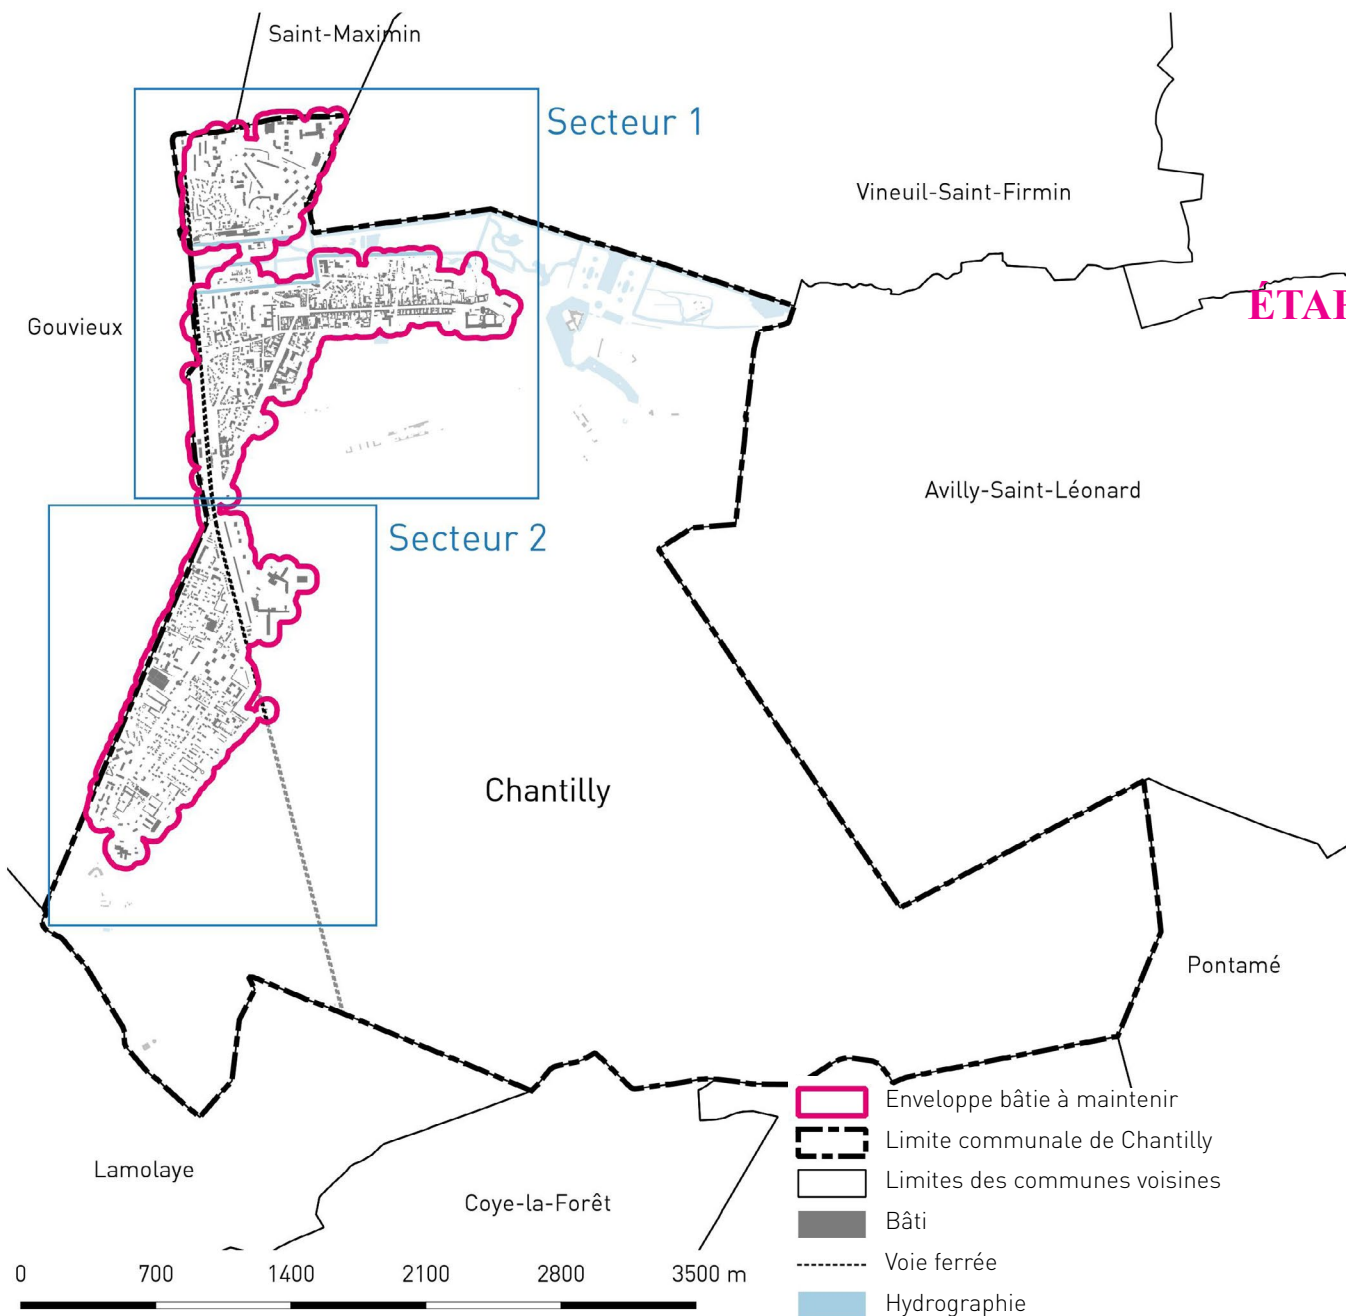 Saint-Maximin
Secteur 1
Vineuil-Saint-Firmin
ÉTAP
Gouvieux
Avilly-Saint-Léonard
Secteur 2
Chantilly
Pontamé
Enveloppe bâtie à maintenir
Limite communale de Chantilly
Lamolaye
Limites des communes voisines
Coye-la-Forêt
Bâti
Voie ferrée
0 700 1400 2100 2800 3500 m
Hydrographie